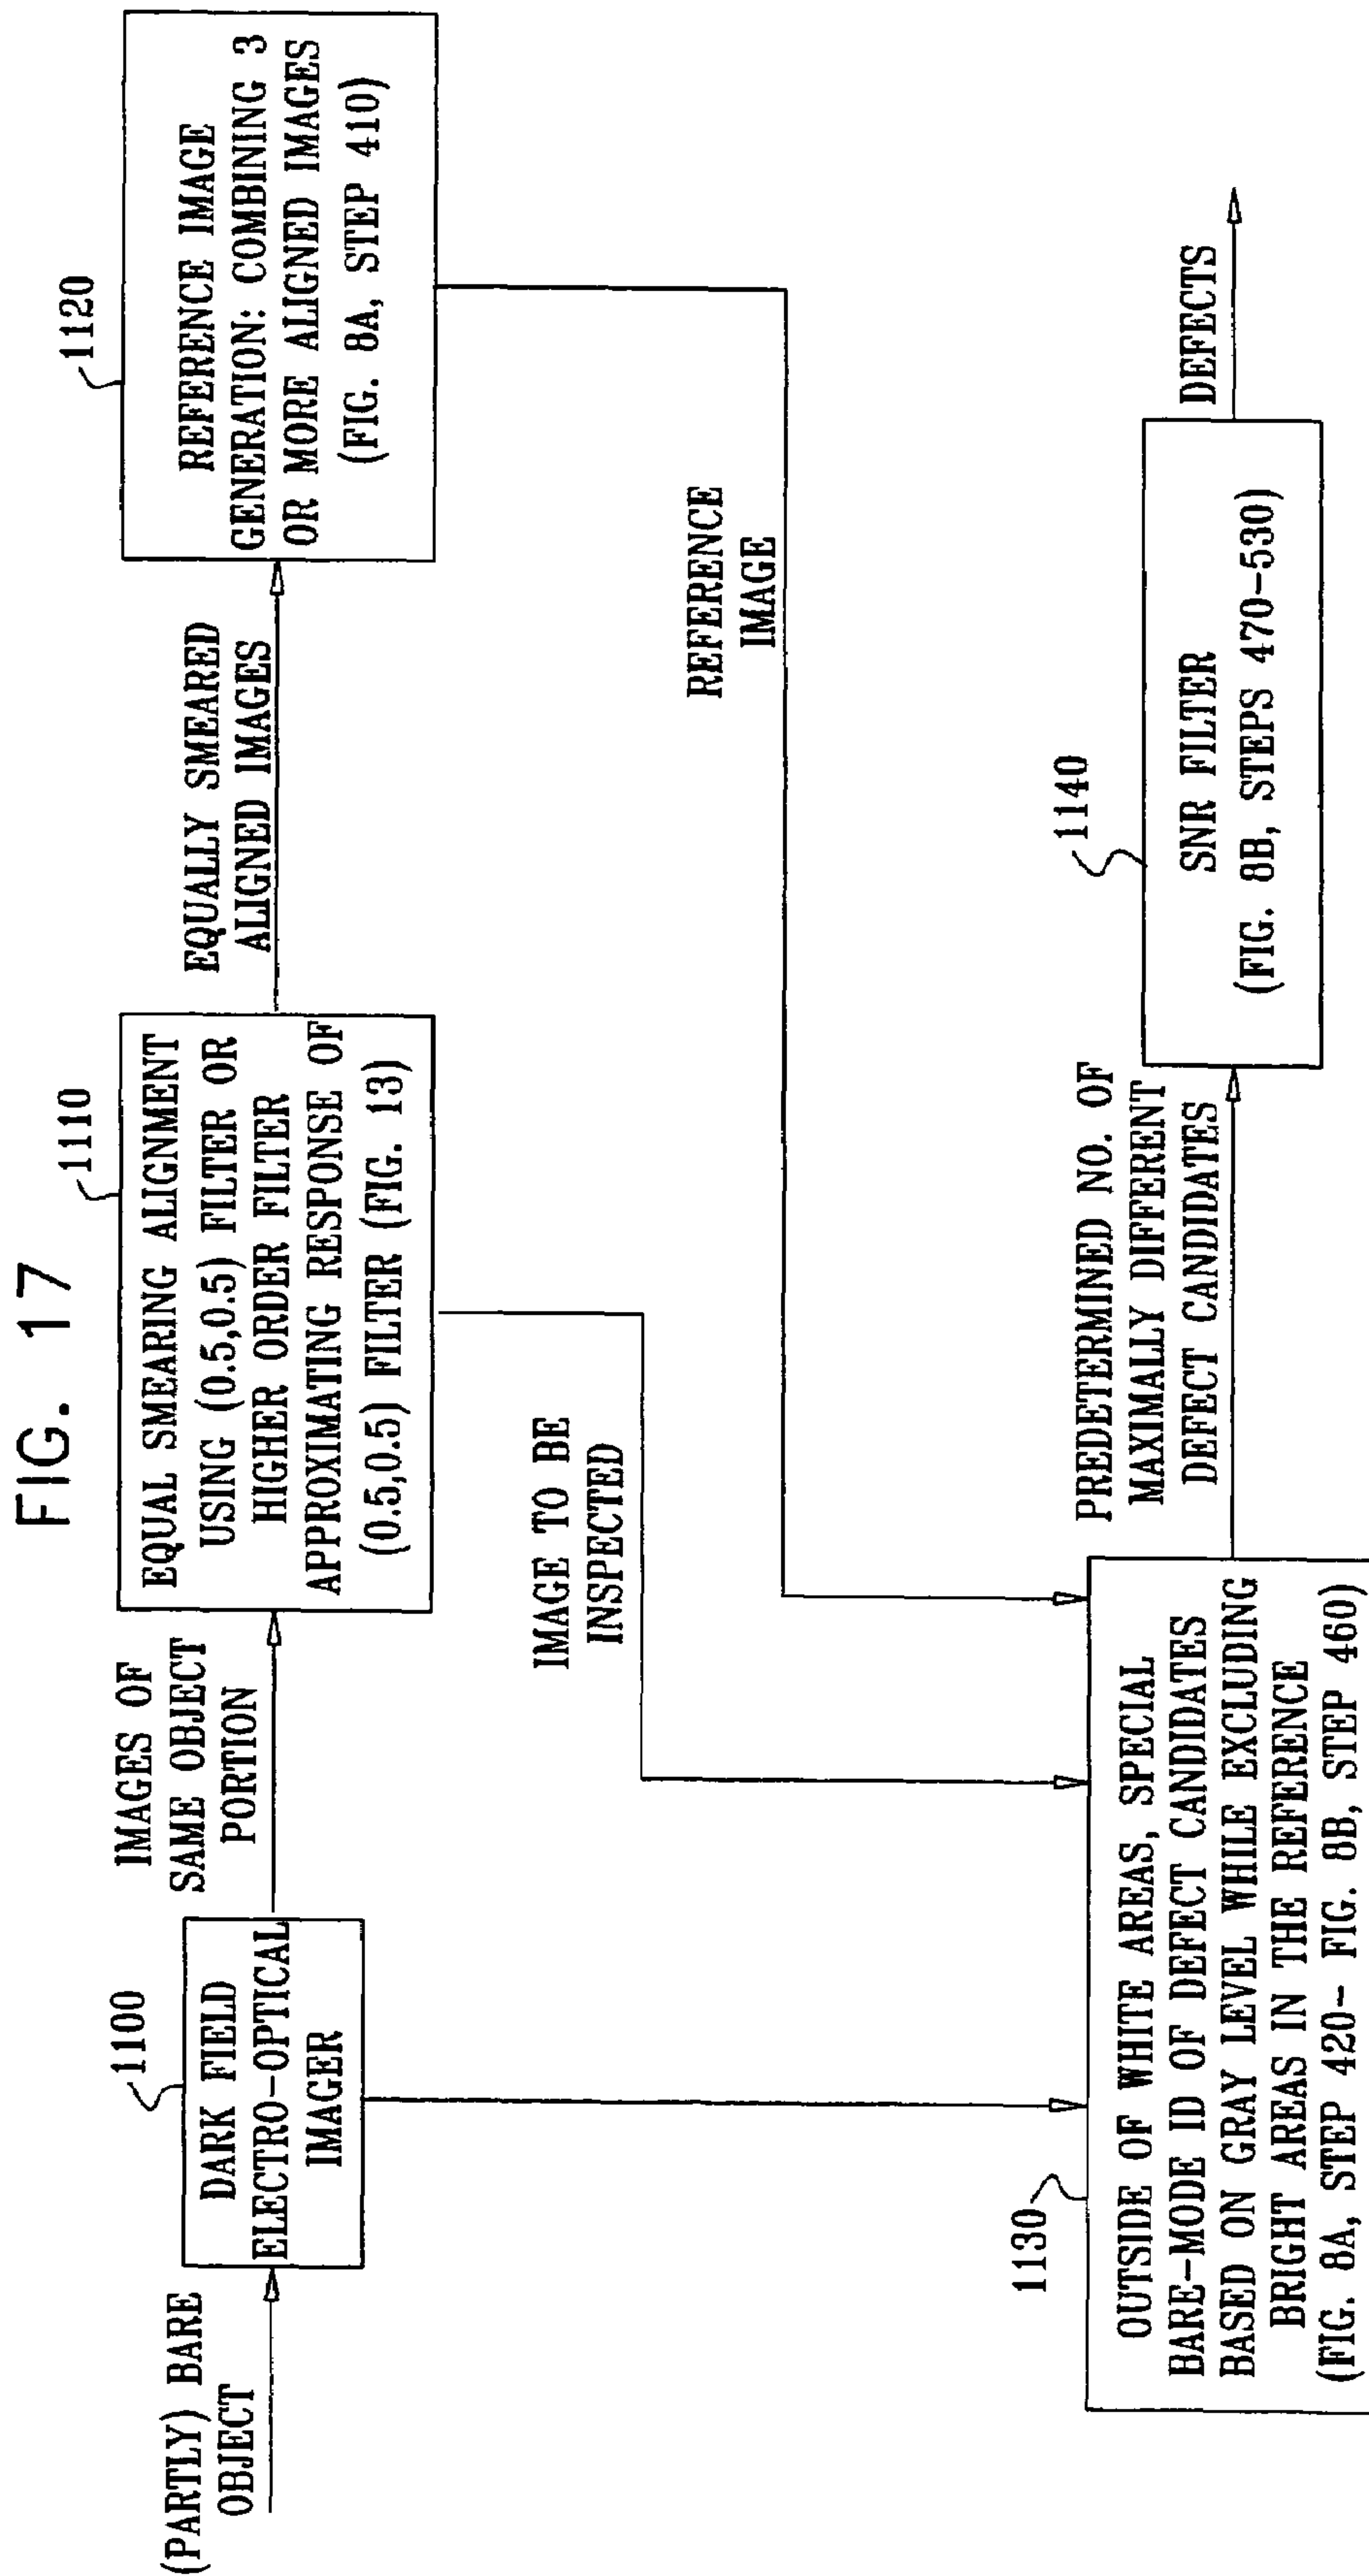 FIG. 17
(PARTLY) BARE
OBJECT
1100
DARK FIELD
ELECTRO-OPTICAL
IMAGER
IMAGES OF
SAME OBJECT
PORTION
1110
EQUAL SMEARING ALIGNMENT
USING (0.5,0.5) FILTER OR
HIGHER ORDER FILTER
APPROXIMATING RESPONSE OF
(0.5,0.5) FILTER (FIG. 13)
EQUALLY SMEARED
ALIGNED IMAGES
1120
REFERENCE IMAGE
GENERATION: COMBINING 3
OR MORE ALIGNED IMAGES
(FIG. 8A, STEP 410)
IMAGE TO BE
INSPECTED
REFERENCE
IMAGE
1130
OUTSIDE OF WHITE AREAS, SPECIAL
BARE-MODE ID OF DEFECT CANDIDATES
BASED ON GRAY LEVEL WHILE EXCLUDING
BRIGHT AREAS IN THE REFERENCE
(FIG. 8A, STEP 420- FIG. 8B, STEP 460)
PREDETERMINED NO. OF
MAXIMALLY DIFFERENT
DEFECT CANDIDATES
1140
SNR FILTER
(FIG. 8B, STEPS 470-530)
DEFECTS